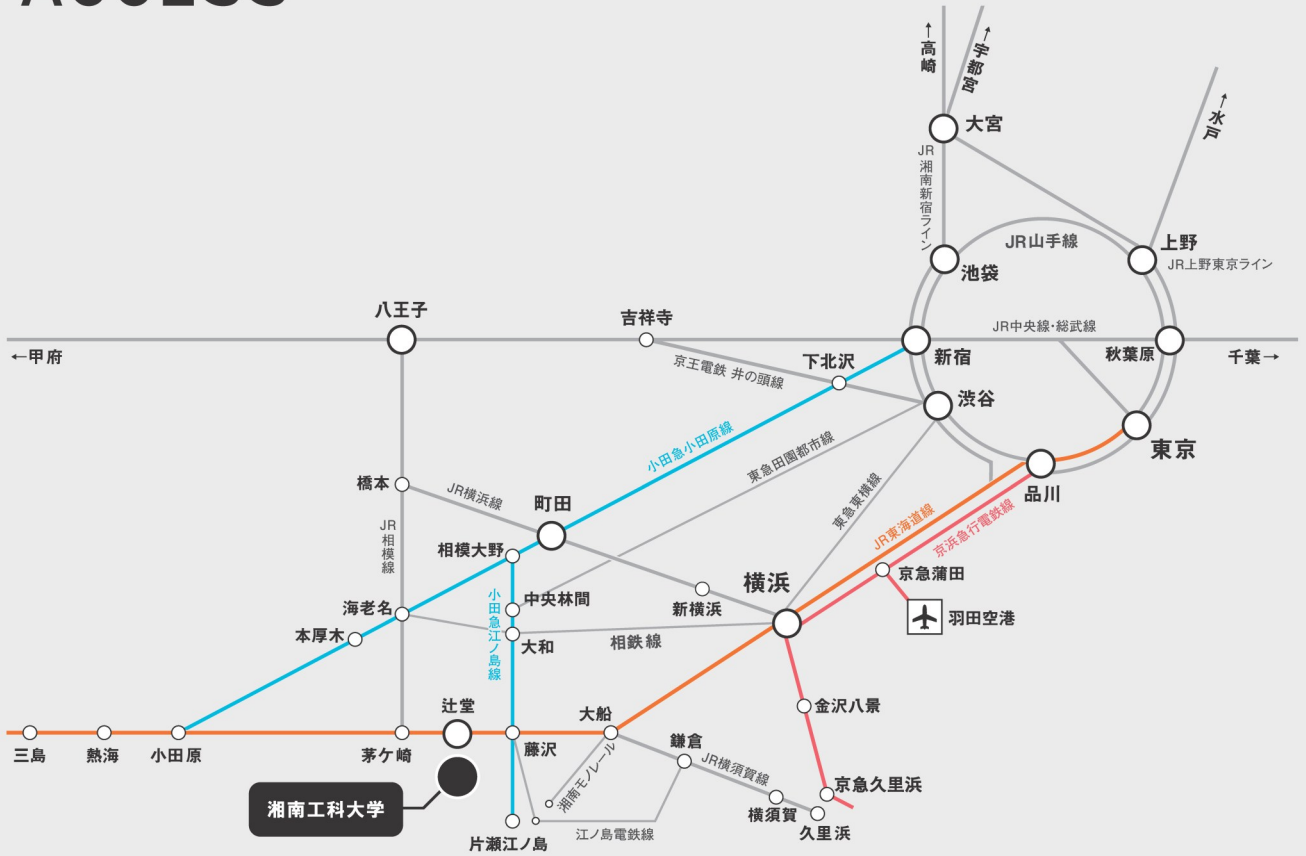 ACCESS
←高崎
←宇都宮
←水戸
大宮
JR湘南新宿ライン
JR山手線
上野
JR上野東京ライン
池袋
八王子
吉祥寺
JR中央線・総武線
←甲府
京王電鉄 井の頭線
下北沢
新宿
秋葉原
千葉→
渋谷
小田急小田原線
東急田園都市線
東京
橋本
JR横浜線
町田
東急東横線
JR東海道線
京浜急行電鉄線
品川
JR相模線
相模大野
京急蒲田
海老名
小田急江ノ島線
中央林間
新横浜
横浜
羽田空港
本厚木
大和
相鉄線
辻堂
大船
金沢八景
三島
熱海
小田原
茅ケ崎
藤沢
鎌倉
湘南モノレール
JR横須賀線
京急久里浜
湘南工科大学
横須賀
片瀬江ノ島
江ノ島電鉄線
久里浜